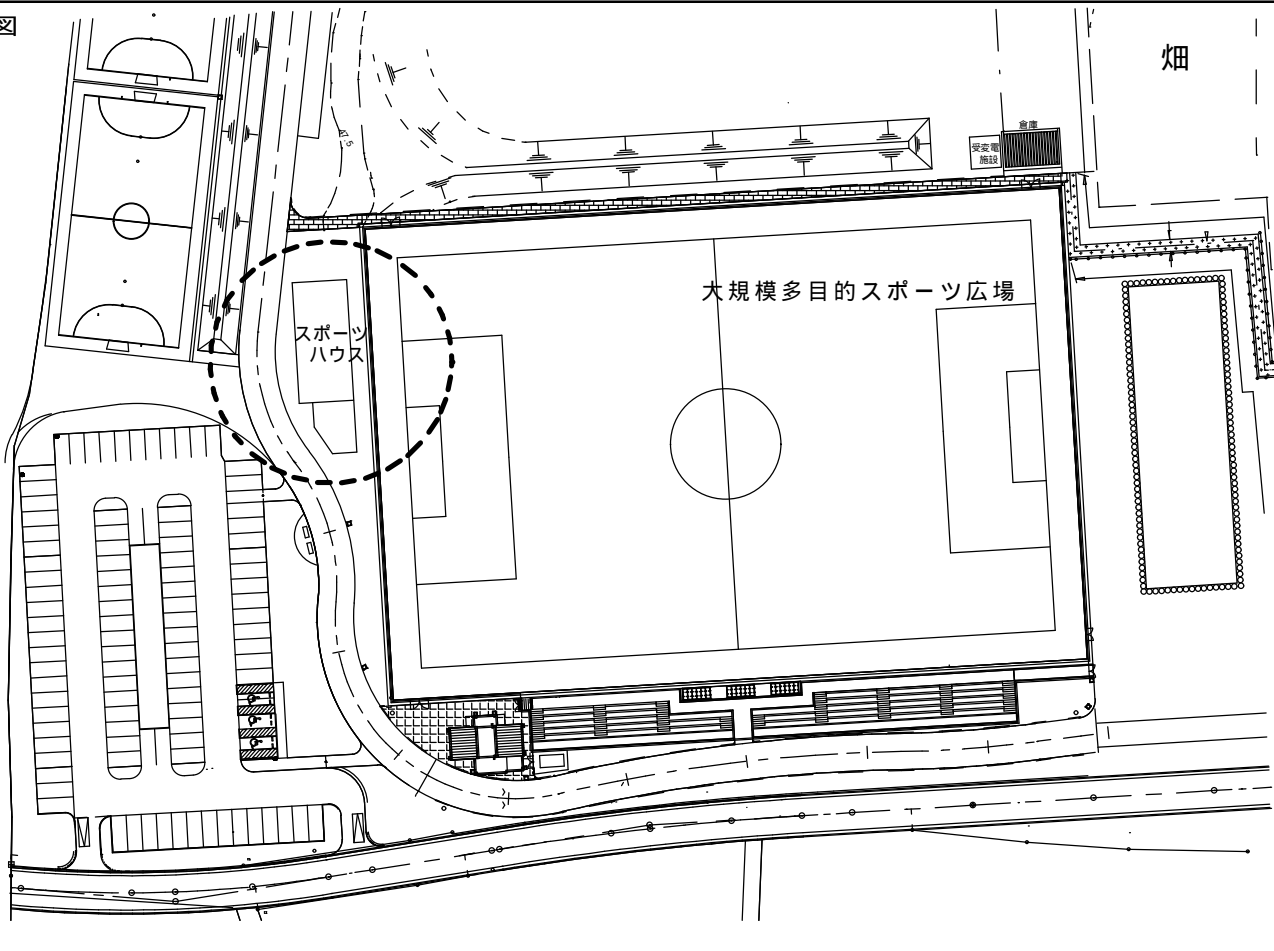 図
畑
倉庫
受変電
施設
大規模多目的スポーツ広場
スポーツ
ハウス